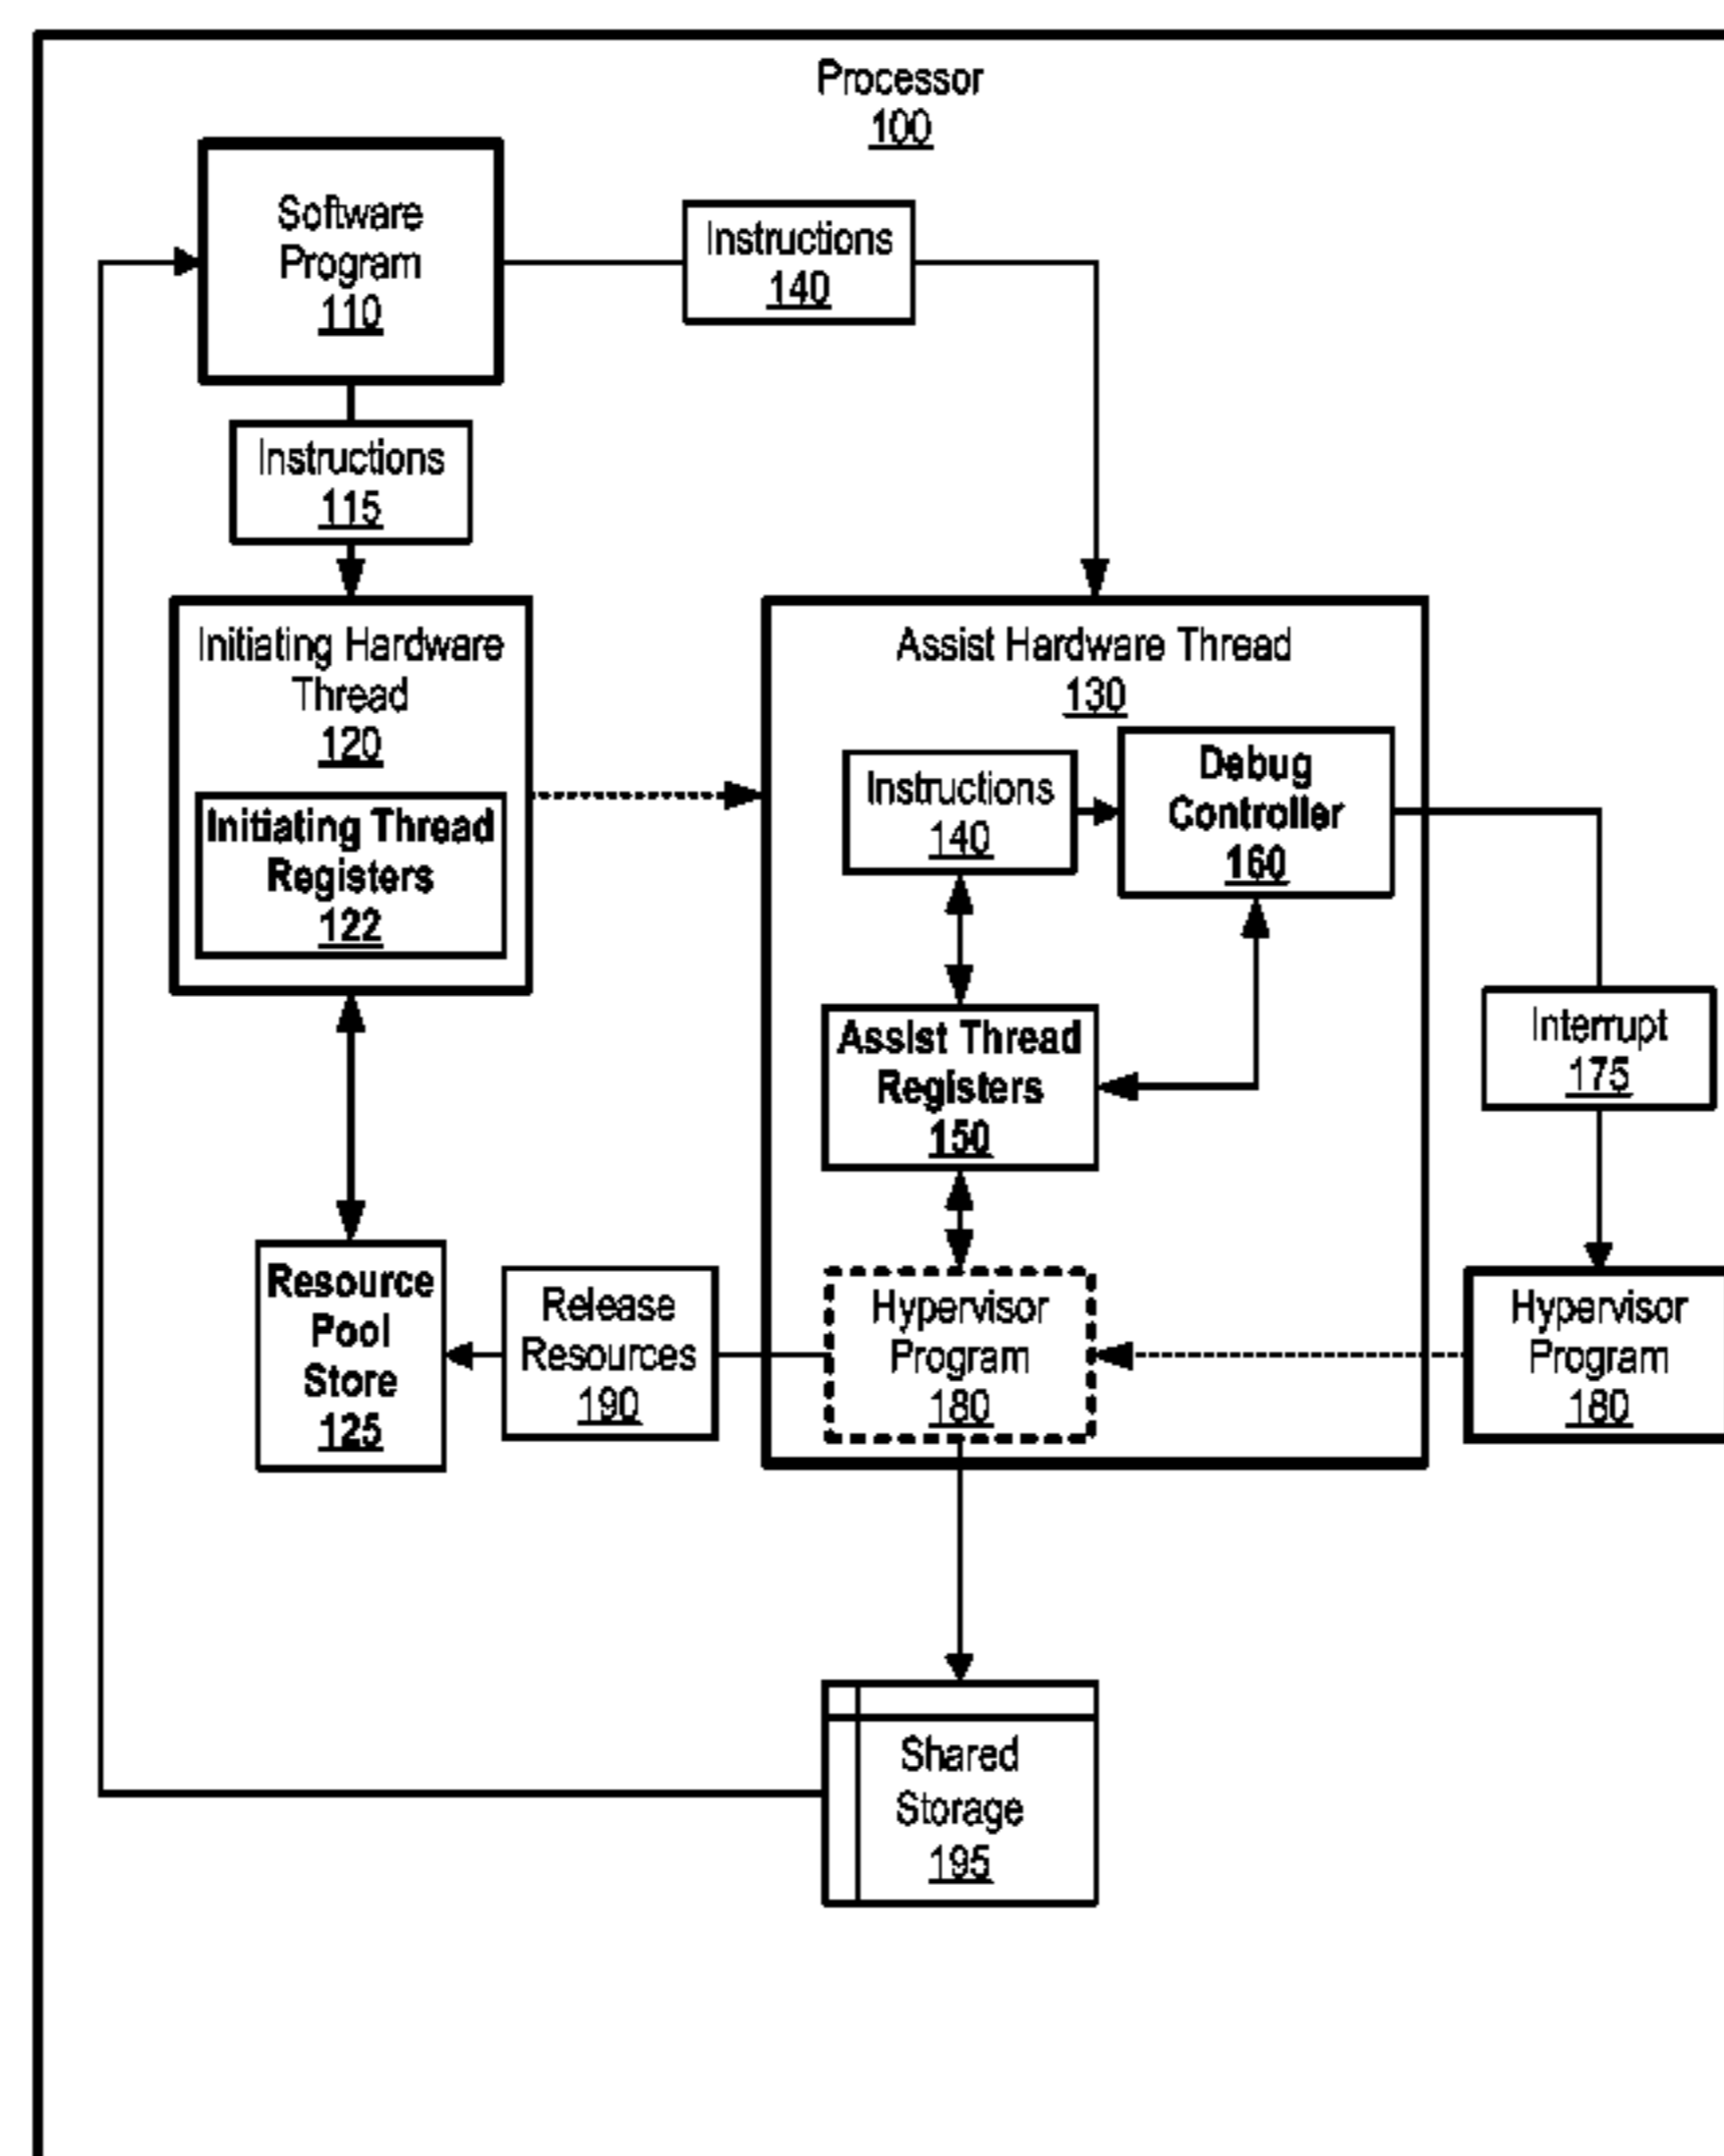 Processor
100
Software
Program
110
Instructions
140
Instructions
115
Initiating Hardware
Thread
120
Initiating Thread
Registers
122
Assist Hardware Thread
130
Instructions
140
Debug
Controller
160
Assist Thread
Registers
150
Interrupt
175
Resource
Pool
Store
125
Release
Resources
190
Hypervisor
Program
180
Hypervisor
Program
180
Shared
Storage
195